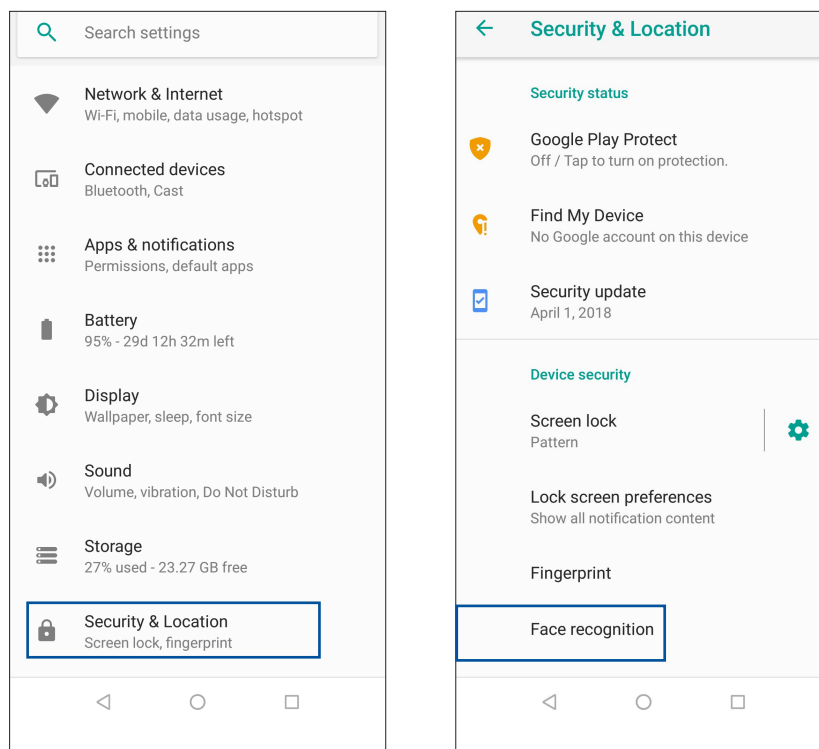 Search settings
Network & Internet
Wi-Fi, mobile, data usage, hotspot
Connected devices
Bluetooth, Cast
Apps & notifications
Permissions, default apps
Battery
95% - 29d 12h 32m left
Display
Wallpaper, sleep, font size
Sound
Volume, vibration, Do Not Disturb
Storage
27% used - 23.27 GB free
Security & Location
Screen lock, fingerprint
Security & Location
Security status
Google Play Protect
Off / Tap to turn on protection.
Find My Device
No Google account on this device
Security update
April 1, 2018
Device security
Screen lock
Pattern
Lock screen preferences
Show all notification content
Fingerprint
Face recognition